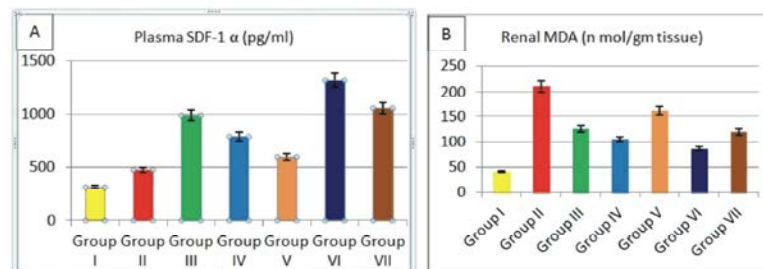 A
Plasma SDF-1 α (pg/ml)
1500
1000
500
0
Group I
Group II
Group III
Group IV
Group V
Group VI
Group VII
B
Renal MDA (n mol/gm tissue)
250
200
150
100
50
0
Group I
Group II
Group III
Group IV
Group V
Group VI
Group VII